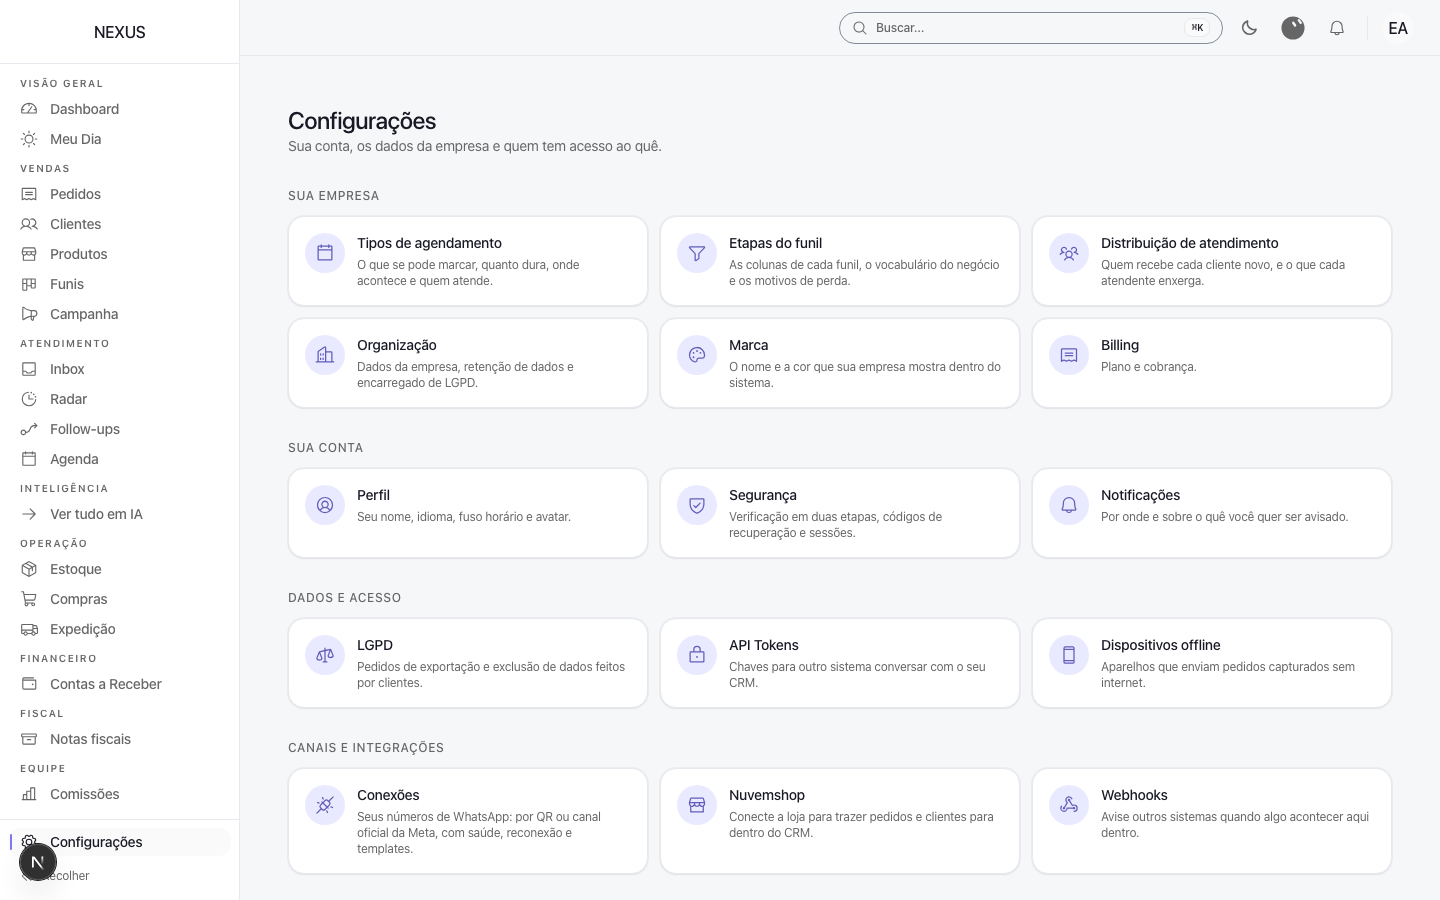 NEXUS
Buscar...
⌘K
EA
VISÃO GERAL
Dashboard
Meu Dia
VENDAS
Pedidos
Clientes
Produtos
Funis
Campanha
ATENDIMENTO
Inbox
Radar
Follow-ups
Agenda
INTELIGÊNCIA
Ver tudo em IA
OPERAÇÃO
Estoque
Compras
Expedição
FINANCEIRO
Contas a Receber
FISCAL
Notas fiscais
EQUIPE
Comissões
Configurações
N
ecolher
Configurações
Sua conta, os dados da empresa e quem tem acesso ao quê.
SUA EMPRESA
Tipos de agendamento
O que se pode marcar, quanto dura, onde
acontece e quem atende.
Etapas do funil
As colunas de cada funil, o vocabulário do negócio
e os motivos de perda.
Distribuição de atendimento
Quem recebe cada cliente novo, e o que cada
atendente enxerga.
Organização
Dados da empresa, retenção de dados e
encarregado de LGPD.
Marca
O nome e a cor que sua empresa mostra dentro do
sistema.
Billing
Plano e cobrança.
SUA CONTA
Perfil
Seu nome, idioma, fuso horário e avatar.
Segurança
Verificação em duas etapas, códigos de
recuperação e sessões.
Notificações
Por onde e sobre o quê você quer ser avisado.
DADOS E ACESSO
LGPD
Pedidos de exportação e exclusão de dados feitos
por clientes.
API Tokens
Chaves para outro sistema conversar com o seu
CRM.
Dispositivos offline
Aparelhos que enviam pedidos capturados sem
internet.
CANAIS E INTEGRAÇÕES
Conexões
Seus números de WhatsApp: por QR ou canal
oficial da Meta, com saúde, reconexão e
templates.
Nuvemshop
Conecte a loja para trazer pedidos e clientes para
dentro do CRM.
Webhooks
Avise outros sistemas quando algo acontecer aqui
dentro.